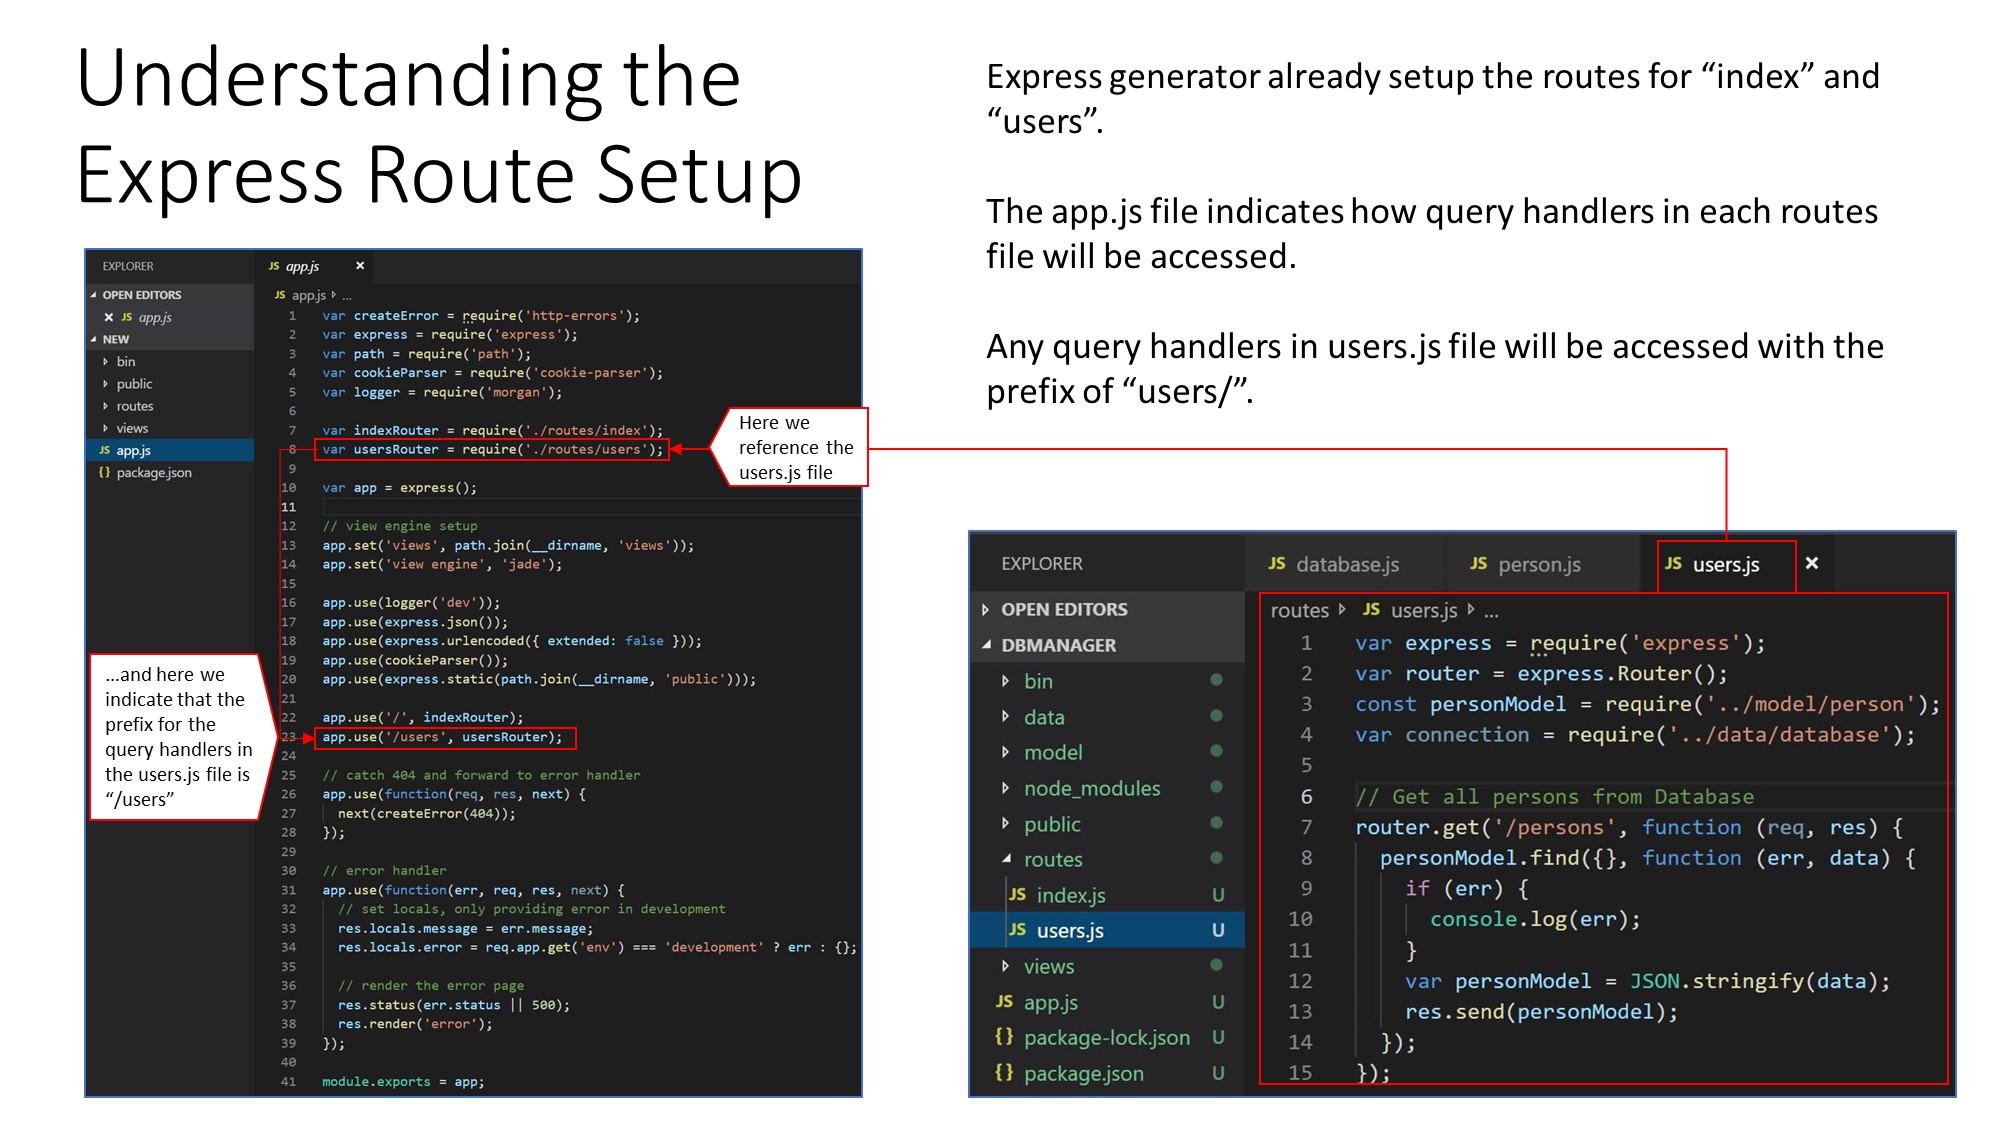 Understanding the
Express Route Setup
Express generator already setup the routes for “index” and
“users”.
The app.js file indicates how query handlers in each routes
file will be accessed.
Any query handlers in users.js file will be accessed with the
prefix of “users/”.
EXPLORER
OPEN EDITORS
JS app.js
NEW
bin
public
routes
views
JS app.js
{} package.json
JS app.js
JS app.js ...
1 var createError = require('http-errors');
2 var express = require('express');
3 var path = require('path');
4 var cookieParser = require('cookie-parser');
5 var logger = require('morgan');
6
7 var indexRouter = require('./routes/index');
8 var usersRouter = require('./routes/users');
9
10 var app = express();
11
12 // view engine setup
13 app.set('views', path.join(__dirname, 'views'));
14 app.set('view engine', 'jade');
15
16 app.use(logger('dev'));
17 app.use(express.json());
18 app.use(express.urlencoded({ extended: false }));
19 app.use(cookieParser());
20 app.use(express.static(path.join(__dirname, 'public')));
21
22 app.use('/', indexRouter);
23 app.use('/users', usersRouter);
24
25 // catch 404 and forward to error handler
26 app.use(function(req, res, next) {
27 next(createError(404));
28 });
29
30 // error handler
31 app.use(function(err, req, res, next) {
32 // set locals, only providing error in development
33 res.locals.message = err.message;
34 res.locals.error = req.app.get('env') === 'development' ? err : {};
35
36 // render the error page
37 res.status(err.status || 500);
38 res.render('error');
39 });
40
41 module.exports = app;
Here we
reference the
users.js file
...and here we
indicate that the
prefix for the
query handlers in
the users.js file is
“/users”
EXPLORER
OPEN EDITORS
DBMANAGER
bin
data
model
node_modules
public
routes
JS index.js U
JS users.js U
views
JS app.js U
{} package-lock.json U
{} package.json U
JS database.js
JS person.js
JS users.js
routes JS users.js ...
1 var express = require('express');
2 var router = express.Router();
3 const personModel = require('../model/person');
4 var connection = require('../data/database');
5
6 // Get all persons from Database
7 router.get('/persons', function (req, res) {
8 personModel.find({}, function (err, data) {
9 if (err) {
10 console.log(err);
11 }
12 var personModel = JSON.stringify(data);
13 res.send(personModel);
14 });
15 });